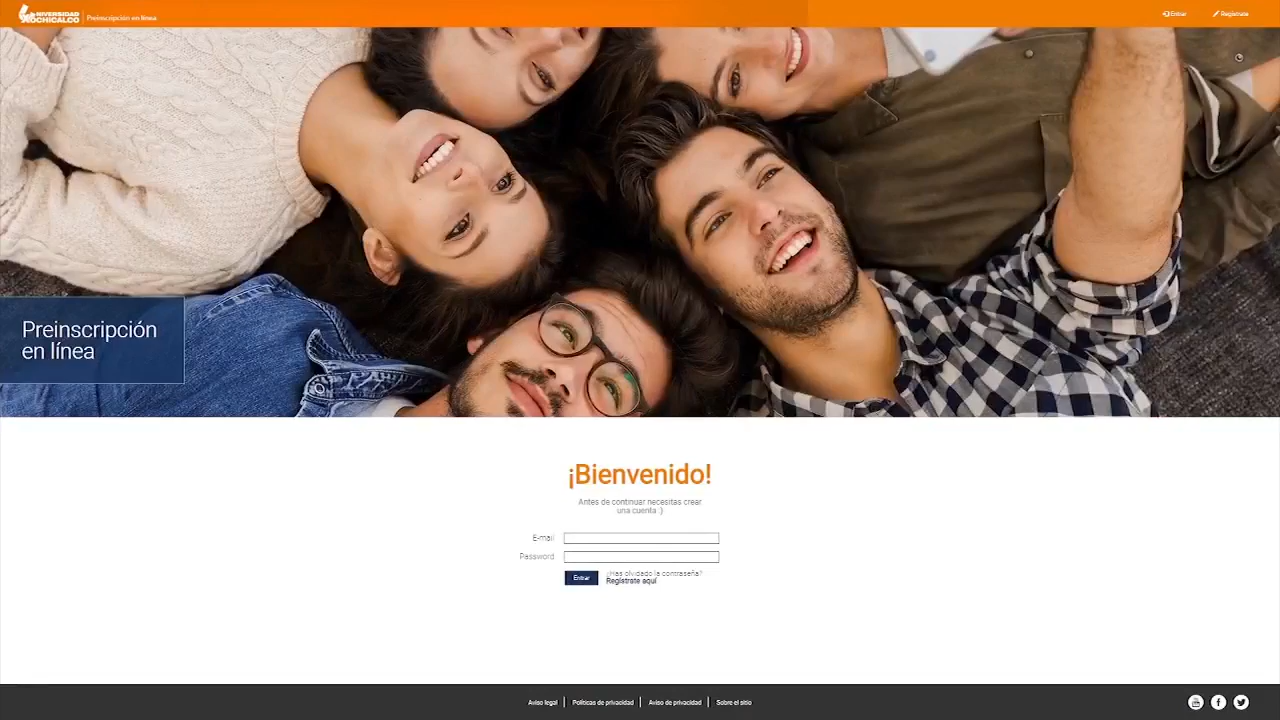 UNIVERSIDAD
XOCHICALCO
Preinscripción en línea
Entrar
Regístrate
Preinscripción
en línea
¡Bienvenido!
Antes de continuar necesitas crear
una cuenta :)
E-mail
Password
Entrar
¿Has olvidado la contraseña?
Regístrate aquí
Aviso legal
Políticas de privacidad
Aviso de privacidad
Sobre el sitio